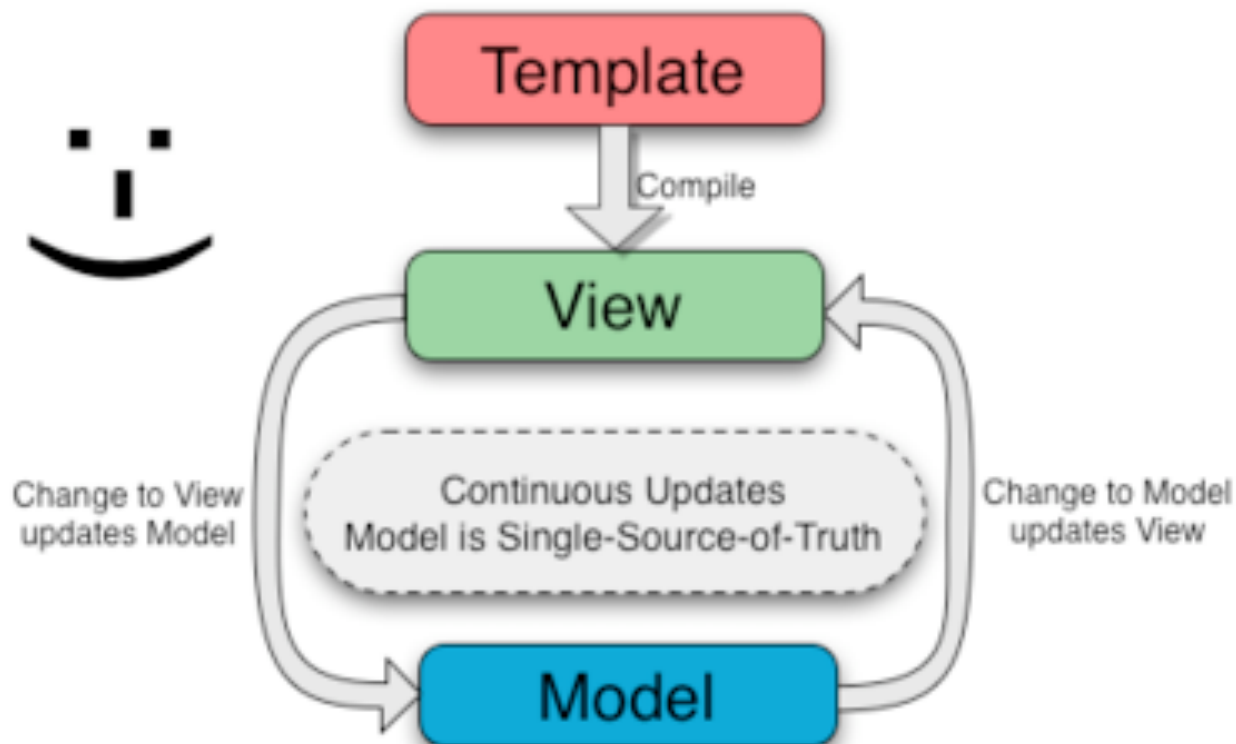 Template
Compile
View
Continuous Updates
Model is Single-Source-of-Truth
Change to View
updates Model
Change to Model
updates View
Model